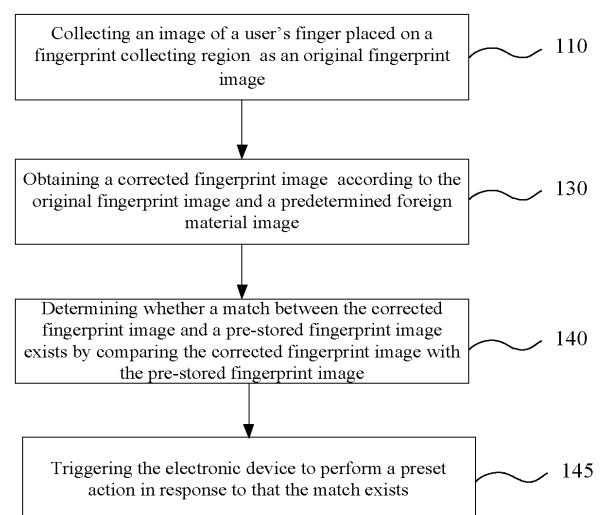 Collecting an image of a user's finger placed on
a fingerprint collecting region as an original fingerprint
image
110
Obtaining a corrected fingerprint image according to the
original fingerprint image and a predetermined foreign
material image
130
Determining whether a match between the corrected
fingerprint image and a pre-stored fingerprint image
exists by comparing the corrected fingerprint image with
the pre-stored fingerprint image
140
Triggering the electronic device to perform a preset
action in response to that the match exists
145